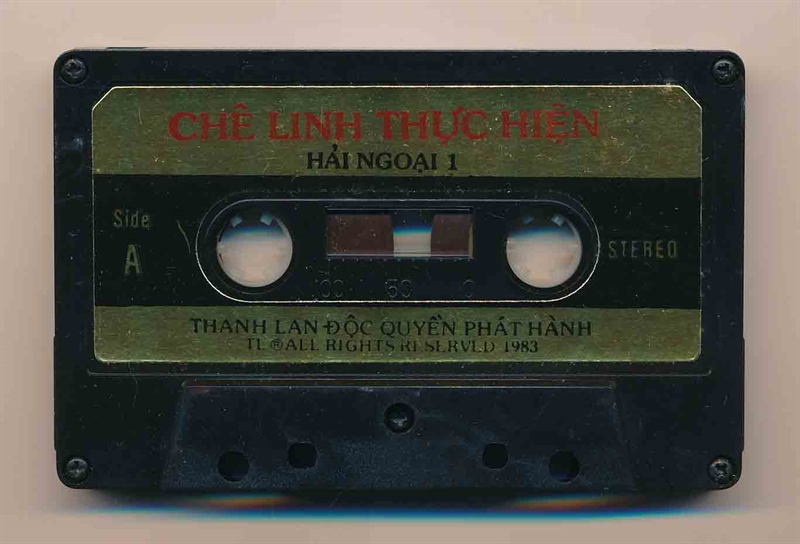 CHÊ LINH THỰC HIỆN
HẢI NGOẠI 1
Side
A
STEREO
100 50 0
THANH LAN ĐỘC QUYỀN PHÁT HÀNH
TL ® ALL RIGHTS RESERVED 1983